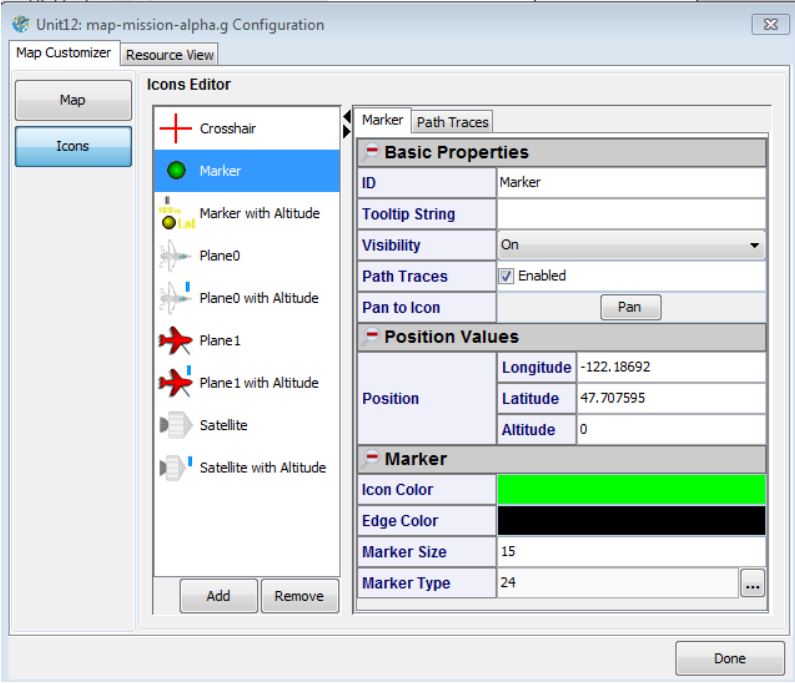 Unit12: map-mission-alpha.g Configuration
Map Customizer Resource View
Map
Icons
Icons Editor
Crosshair
Marker
Marker with Altitude
Plane0
Plane0 with Altitude
Plane1
Plane1 with Altitude
Satellite
Satellite with Altitude
Add Remove
Marker Path Traces
Basic Properties
ID Marker
Tooltip String
Visibility On
Path Traces Enabled
Pan to Icon Pan
Position Values
Position
Longitude -122.18692
Latitude 47.707595
Altitude 0
Marker
Icon Color
Edge Color
Marker Size 15
Marker Type 24 ...
Done